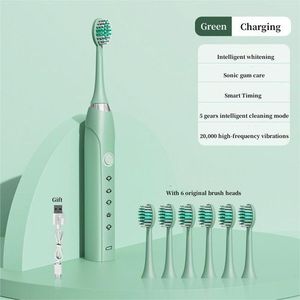 Green Charging
Intelligent whitening
Sonic gum care
Smart Timing
5 gears intelligent cleaning mode
20,000 high-frequency vibrations
Gift
With 6 original brush heads